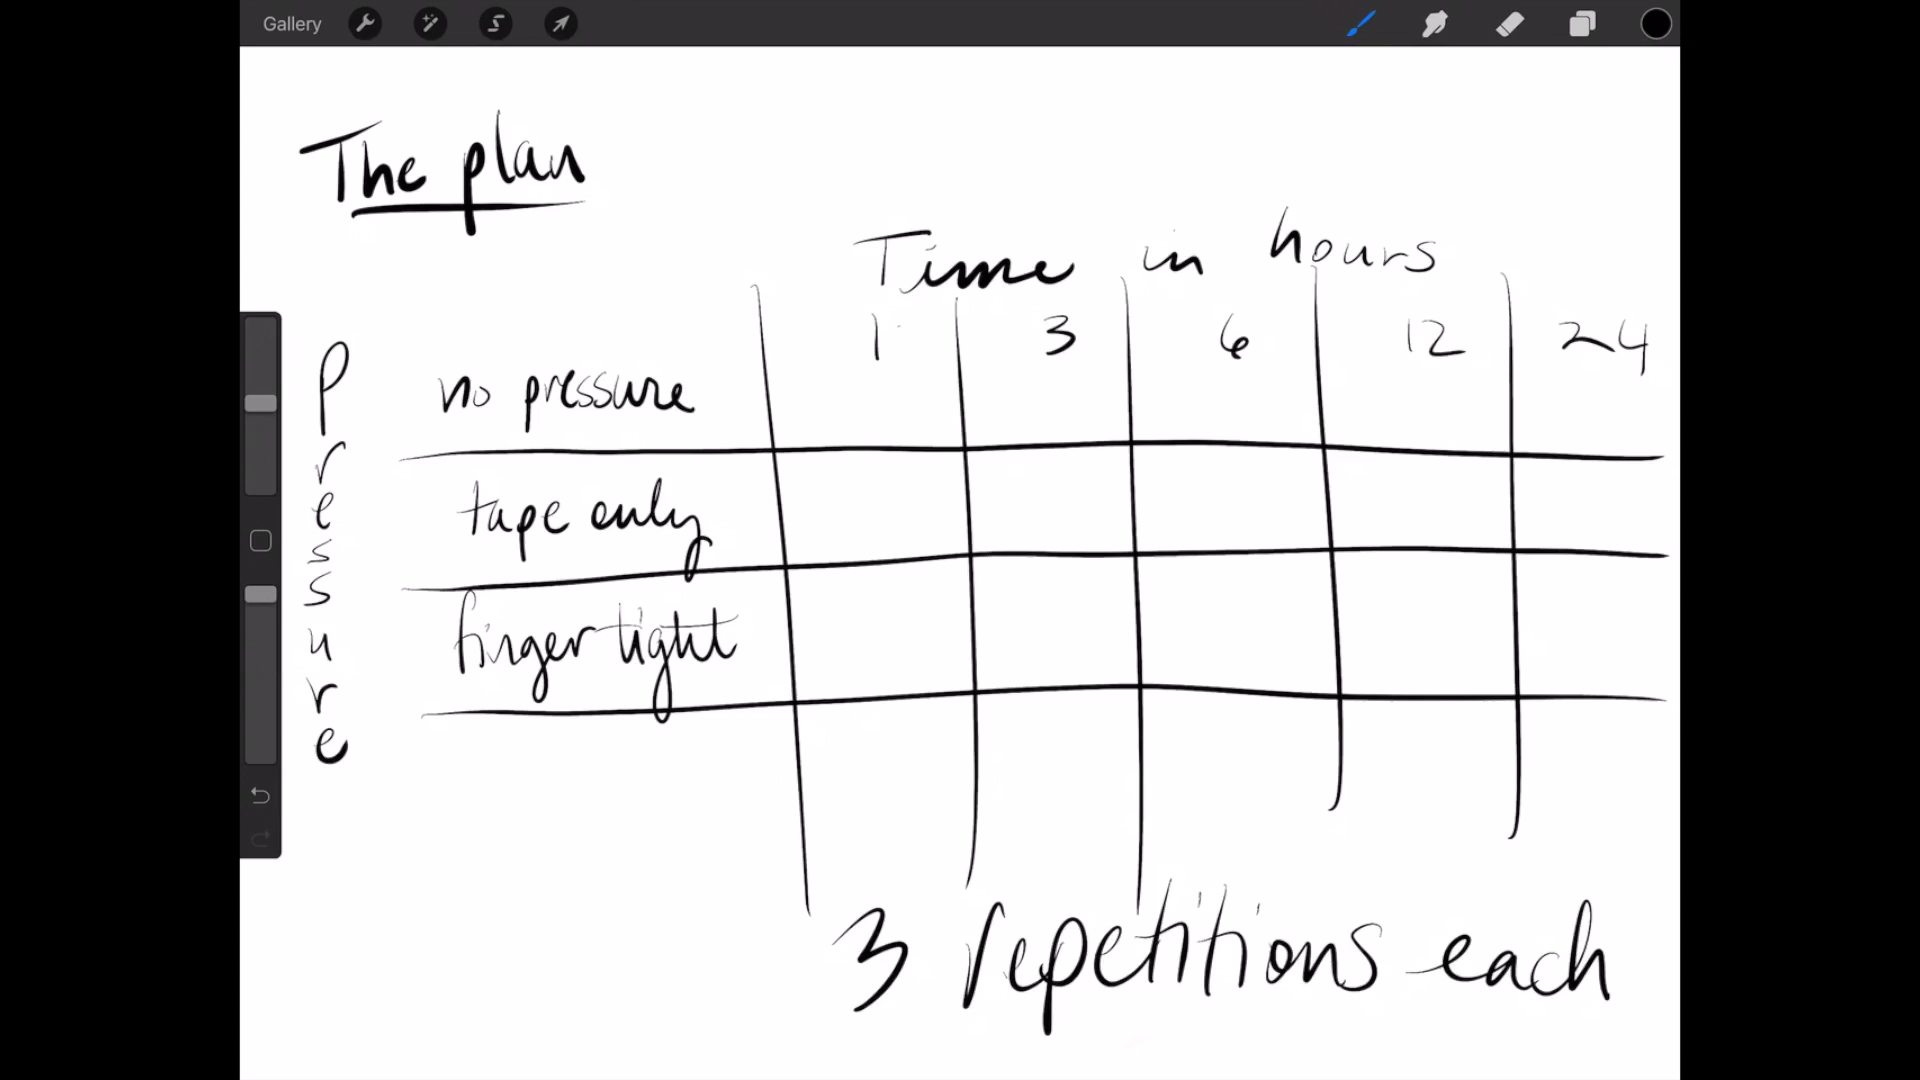 Gallery
The plan
Time in hours
1 3 6 12 24
Pressure
no pressure
tape only
finger tight
3 repetitions each